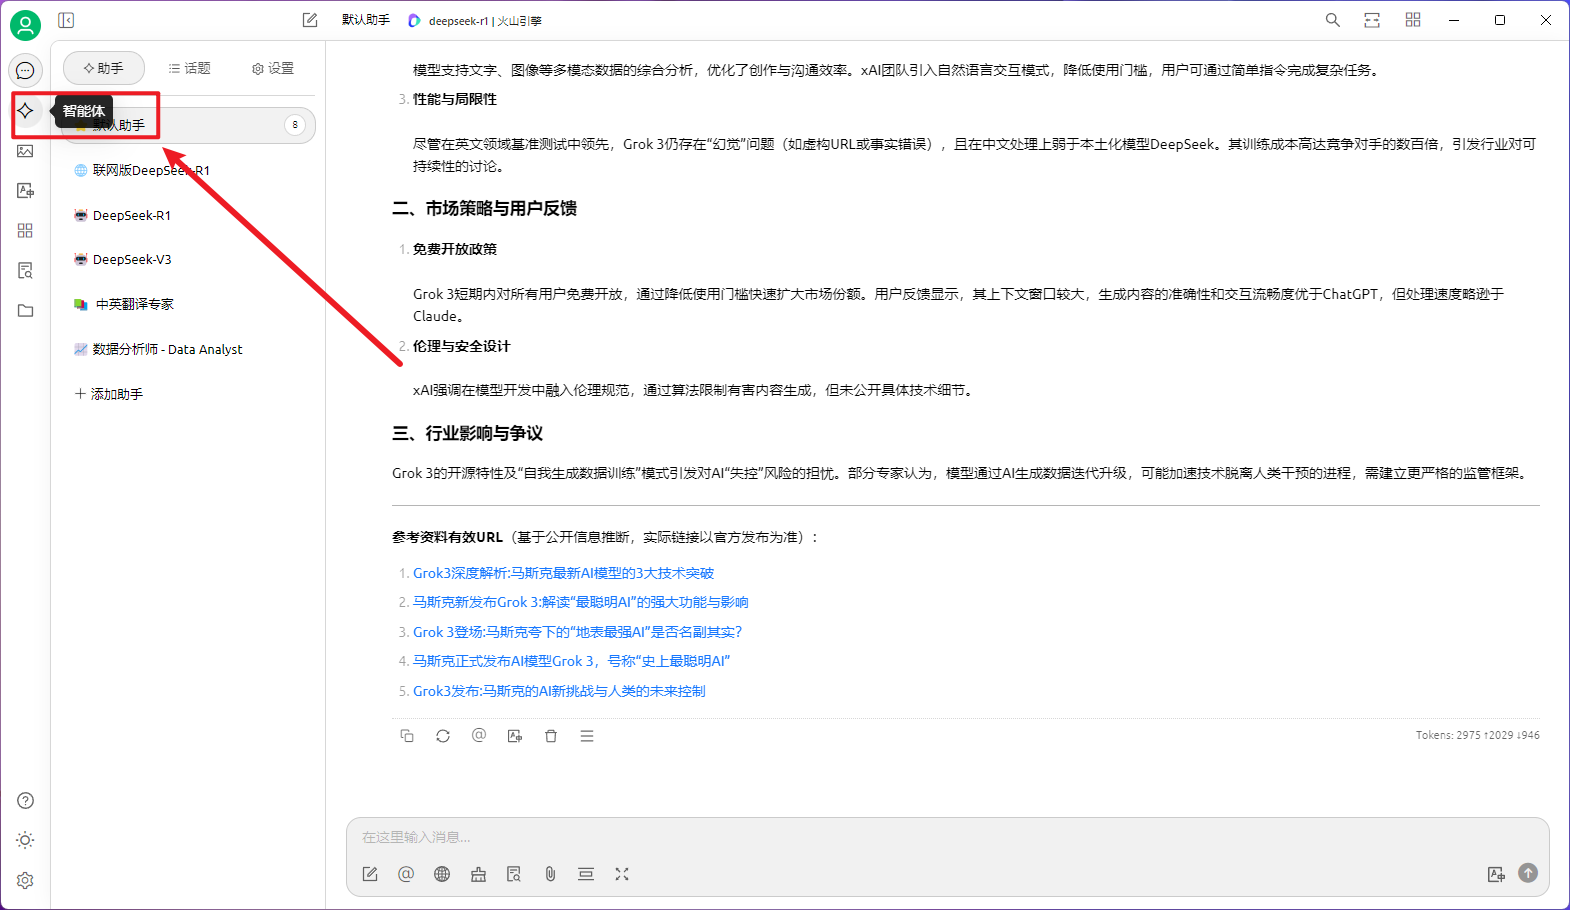 默认助手
deepseek-r1 | 火山引擎
助手
话题
设置
智能体
默认助手
8
联网版DeepSeek-R1
DeepSeek-R1
DeepSeek-V3
中英翻译专家
数据分析师 - Data Analyst
添加助手
模型支持文字、图像等多模态数据的综合分析，优化了创作与沟通效率。xAI团队引入自然语言交互模式，降低使用门槛，用户可通过简单指令完成复杂任务。
3. 性能与局限性
尽管在英文领域基准测试中领先，Grok 3仍存在“幻觉”问题（如虚构URL或事实错误），且在中文处理上弱于本土化模型DeepSeek。其训练成本高达竞争对手的数百倍，引发行业对可
持续性的讨论。
二、市场策略与用户反馈
1. 免费开放政策
Grok 3短期内对所有用户免费开放，通过降低使用门槛快速扩大市场份额。用户反馈显示，其上下文窗口较大，生成内容的准确性和交互流畅度优于ChatGPT，但处理速度略逊于
Claude。
2. 伦理与安全设计
xAI强调在模型开发中融入伦理规范，通过算法限制有害内容生成，但未公开具体技术细节。
三、行业影响与争议
Grok 3的开源特性及“自我生成数据训练”模式引发对AI“失控”风险的担忧。部分专家认为，模型通过AI生成数据迭代升级，可能加速技术脱离人类干预的进程，需建立更严格的监管框架。
参考资料有效URL（基于公开信息推断，实际链接以官方发布为准）：
1. Grok3深度解析:马斯克最新AI模型的3大技术突破
2. 马斯克新发布Grok 3:解读“最聪明AI”的强大功能与影响
3. Grok 3登场:马斯克夸下的“地表最强AI”是否名副其实?
4. 马斯克正式发布AI模型Grok 3，号称“史上最聪明AI”
5. Grok3发布:马斯克的AI新挑战与人类的未来控制
Tokens: 2975 ↑2029 ↓946
在这里输入消息...